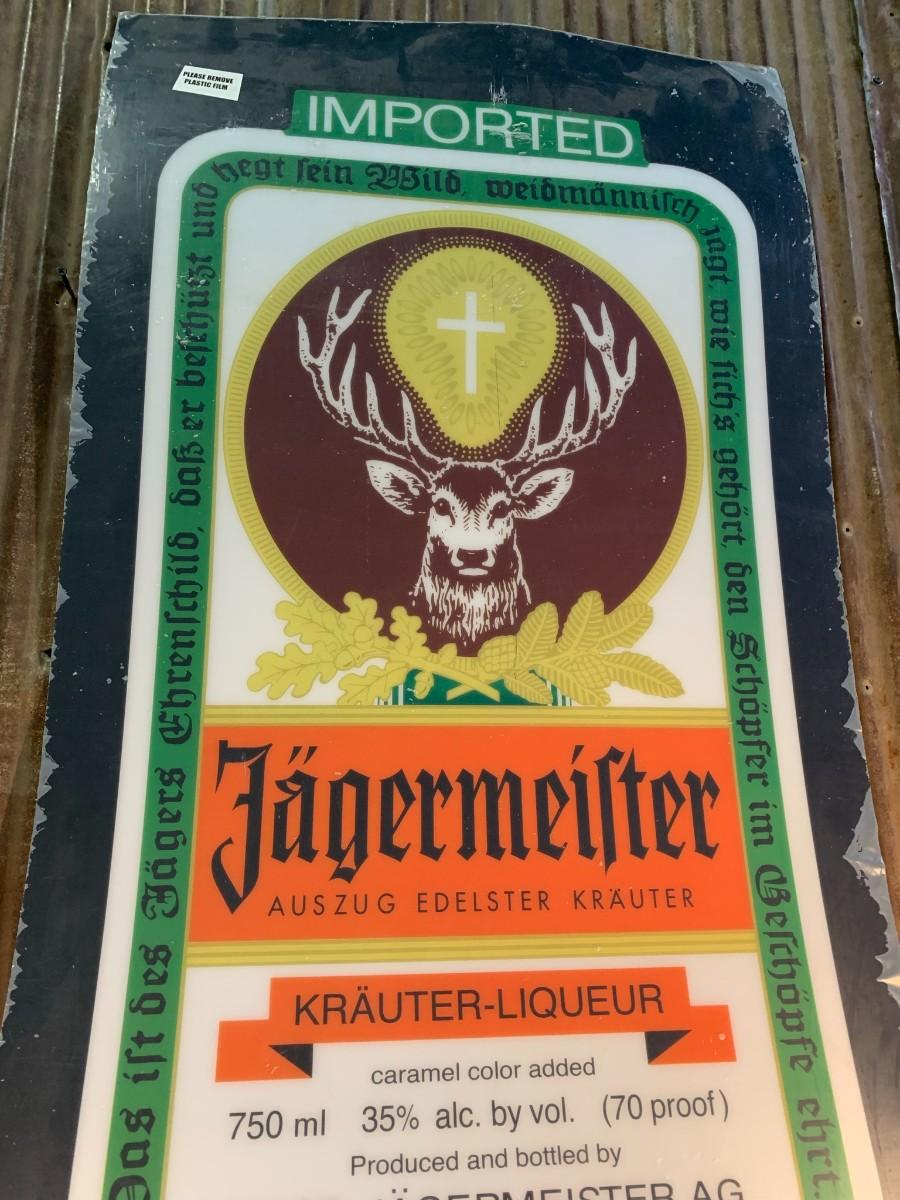 PLEASE REMOVE
PLASTIC FILM
IMPORTED
Das ist des Jägers Ehrenschild, daß er beschützt und hegt sein Wild, weidmännisch jagt, wie sich's gehört, den Schöpfer im Geschöpfe ehrt
Jägermeister
AUSZUG EDELSTER KRÄUTER
KRÄUTER-LIQUEUR
caramel color added
750 ml 35% alc. by vol. (70 proof)
Produced and bottled by
JÄGERMEISTER AG